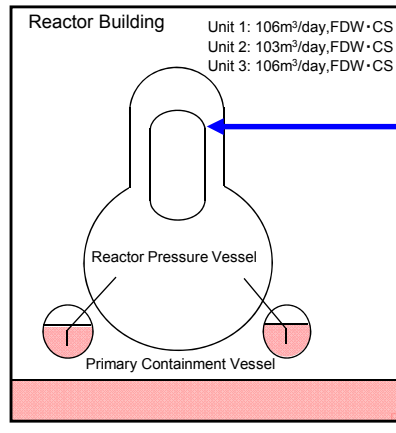 Reactor Building
Unit 1: 106m³/day,FDW・CS
Unit 2: 103m³/day,FDW・CS
Unit 3: 106m³/day,FDW・CS
Reactor Pressure Vessel
Primary Containment Vessel